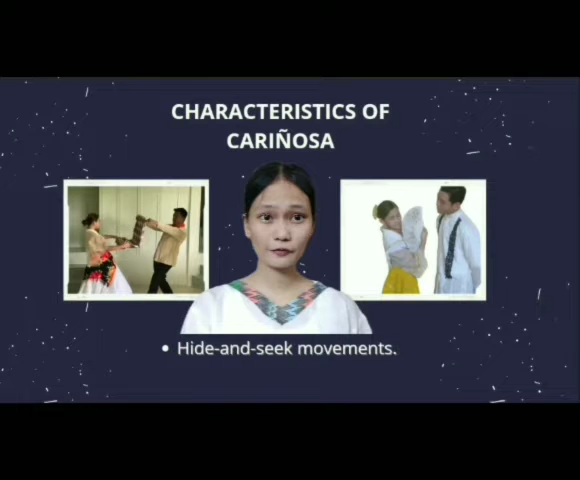 CHARACTERISTICS OF
CARIÑOSA
• Hide-and-seek movements.